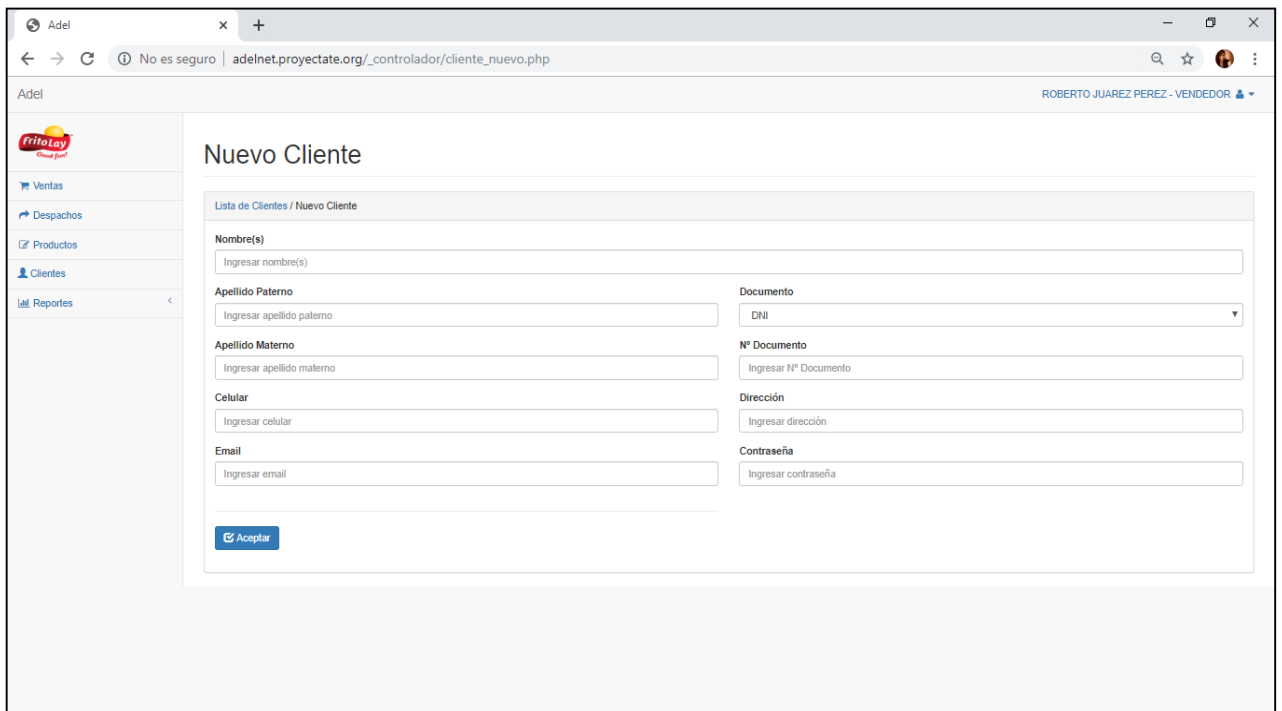 Adel
No es seguro | adelnet.proyectate.org/_controlador/cliente_nuevo.php
Adel
ROBERTO JUAREZ PEREZ - VENDEDOR
FritoLay
Good fun!
Ventas
Despachos
Productos
Clientes
Reportes
Nuevo Cliente
Lista de Clientes / Nuevo Cliente
Nombre(s)
Ingresar nombre(s)
Apellido Paterno
Documento
Ingresar apellido paterno
DNI
Apellido Materno
Nº Documento
Ingresar apellido materno
Ingresar Nº Documento
Celular
Dirección
Ingresar celular
Ingresar dirección
Email
Contraseña
Ingresar email
Ingresar contraseña
Aceptar